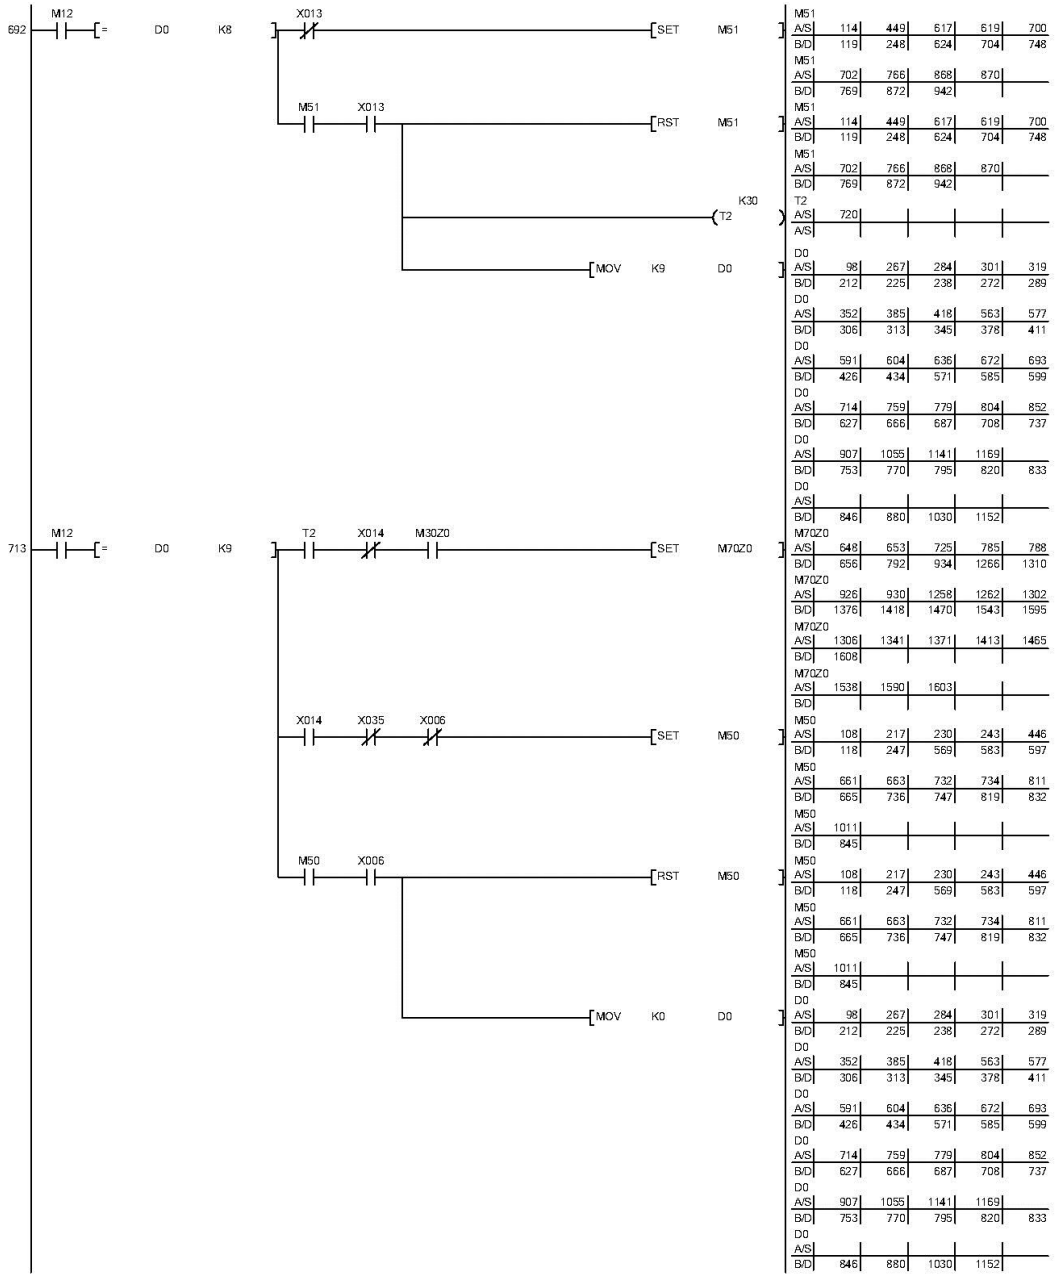 M12 X013 M51
692 = D0 K8 SET M51 A/S 114 449 617 619 700
B/D 119 248 624 704 748
M51
A/S 702 766 868 870
B/D 769 872 942
M51 X013 M51
RST M51 A/S 114 449 617 619 700
B/D 119 248 624 704 748
M51
A/S 702 766 868 870
B/D 769 872 942
K30 T2
T2 A/S 720
A/S
D0
MOV K9 D0 A/S 98 267 284 301 319
B/D 212 225 238 272 289
D0
A/S 352 385 418 563 577
B/D 306 313 345 378 411
D0
A/S 591 604 636 672 693
B/D 426 434 571 585 599
D0
A/S 714 759 779 804 852
B/D 627 666 687 708 737
D0
A/S 907 1055 1141 1169
B/D 753 770 795 820 833
D0
A/S
B/D 846 880 1030 1152
M12 T2 X014 M30Z0 M70Z0
713 = D0 K9 SET M70Z0 A/S 648 653 725 785 788
B/D 656 792 934 1266 1310
M70Z0
A/S 926 930 1258 1262 1302
B/D 1376 1418 1470 1543 1595
M70Z0
A/S 1306 1341 1371 1413 1465
B/D 1608
M70Z0
A/S 1538 1590 1603
B/D
X014 X035 X006 M50
SET M50 A/S 108 217 230 243 446
B/D 118 247 569 583 597
M50
A/S 661 663 732 734 811
B/D 665 736 747 819 832
M50
A/S 1011
B/D 845
M50 X006 M50
RST M50 A/S 108 217 230 243 446
B/D 118 247 569 583 597
M50
A/S 661 663 732 734 811
B/D 665 736 747 819 832
M50
A/S 1011
B/D 845
D0
MOV K0 D0 A/S 98 267 284 301 319
B/D 212 225 238 272 289
D0
A/S 352 385 418 563 577
B/D 306 313 345 378 411
D0
A/S 591 604 636 672 693
B/D 426 434 571 585 599
D0
A/S 714 759 779 804 852
B/D 627 666 687 708 737
D0
A/S 907 1055 1141 1169
B/D 753 770 795 820 833
D0
A/S
B/D 846 880 1030 1152